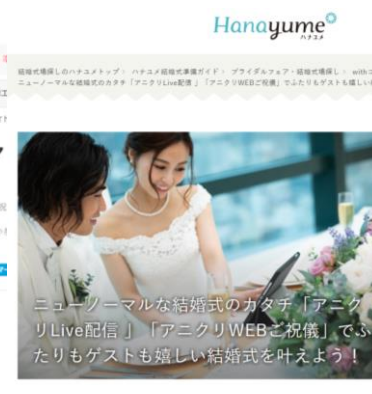 Hanayume
ハナユメ
結婚式場探しのハナユメトップ › ハナユメ結婚式準備ガイド › ブライダルフェア・結婚式場探し › with
ニューノーマルな結婚式のカタチ「アニクリLive配信 」「アニクリWEBご祝儀」でふたりもゲストも嬉しい
ニューノーマルな結婚式のカタチ「アニク
リLive配信 」「アニクリWEBご祝儀」でふ
たりもゲストも嬉しい結婚式を叶えよう！